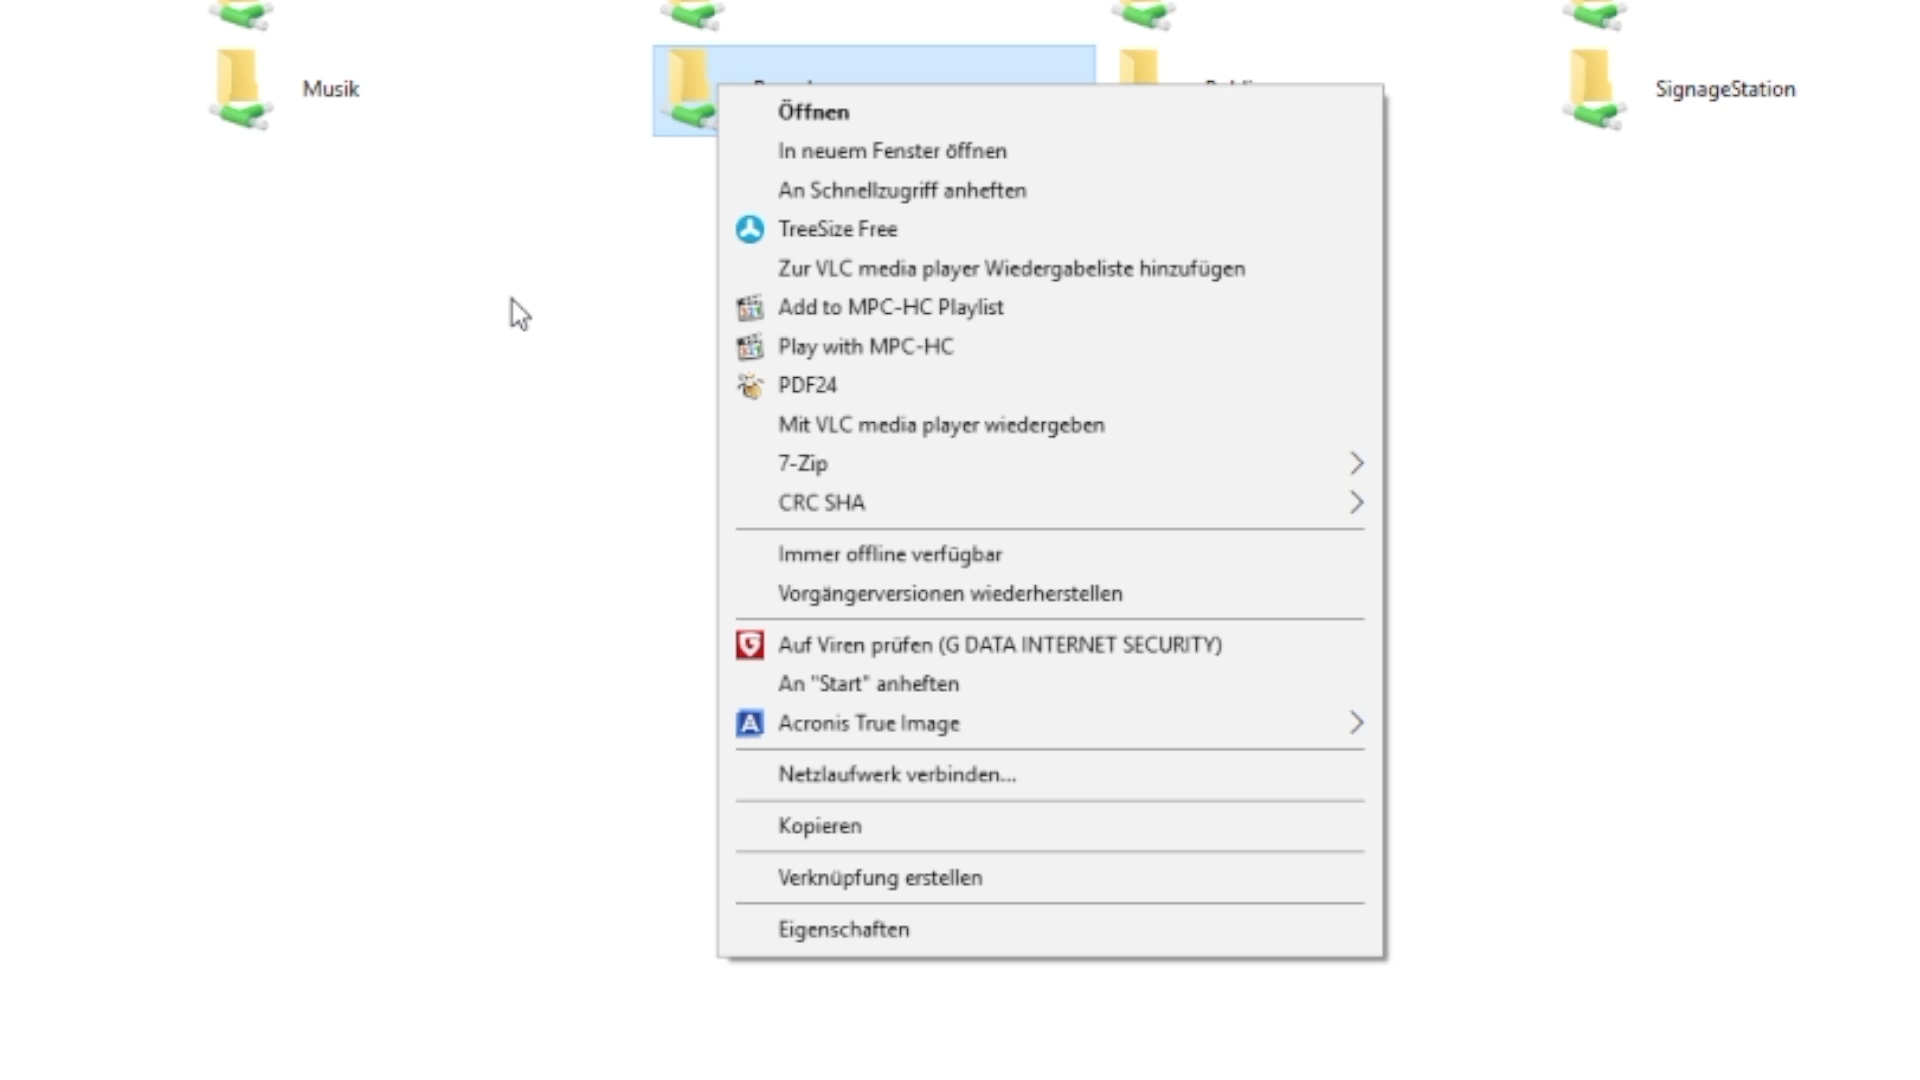 Musik
SignageStation
Öffnen
In neuem Fenster öffnen
An Schnellzugriff anheften
TreeSize Free
Zur VLC media player Wiedergabeliste hinzufügen
Add to MPC-HC Playlist
Play with MPC-HC
PDF24
Mit VLC media player wiedergeben
7-Zip
CRC SHA
Immer offline verfügbar
Vorgängerversionen wiederherstellen
Auf Viren prüfen (G DATA INTERNET SECURITY)
An "Start" anheften
Acronis True Image
Netzlaufwerk verbinden...
Kopieren
Verknüpfung erstellen
Eigenschaften